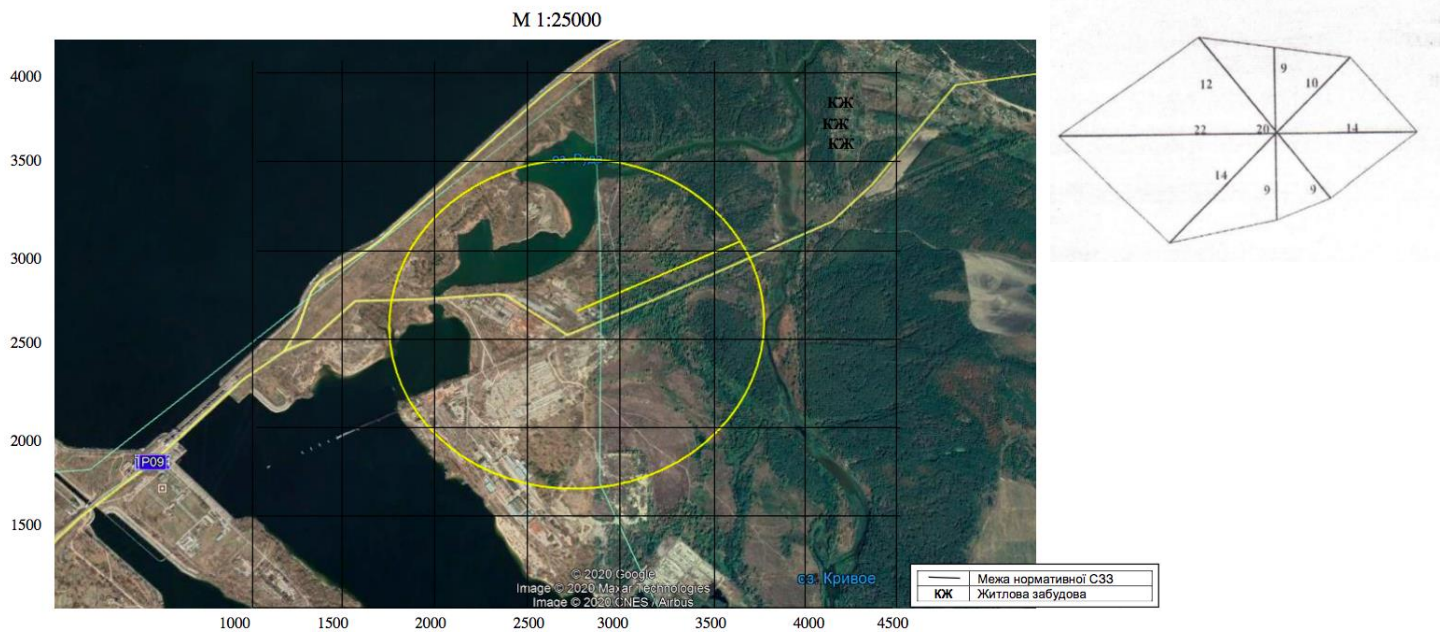 М 1:25000
4000
3500
3000
2500
2000
1500
1000 1500 2000 2500 3000 3500 4000 4500
КЖ
КЖ
КЖ
P09
© 2020 Google
Image © 2020 Maxar Technologies
Image © 2020 CNES / Airbus
оз. Кривое
Межа нормативної СЗЗ
КЖ Житлова забудова
9
12 10
22 20 14
14 9 9